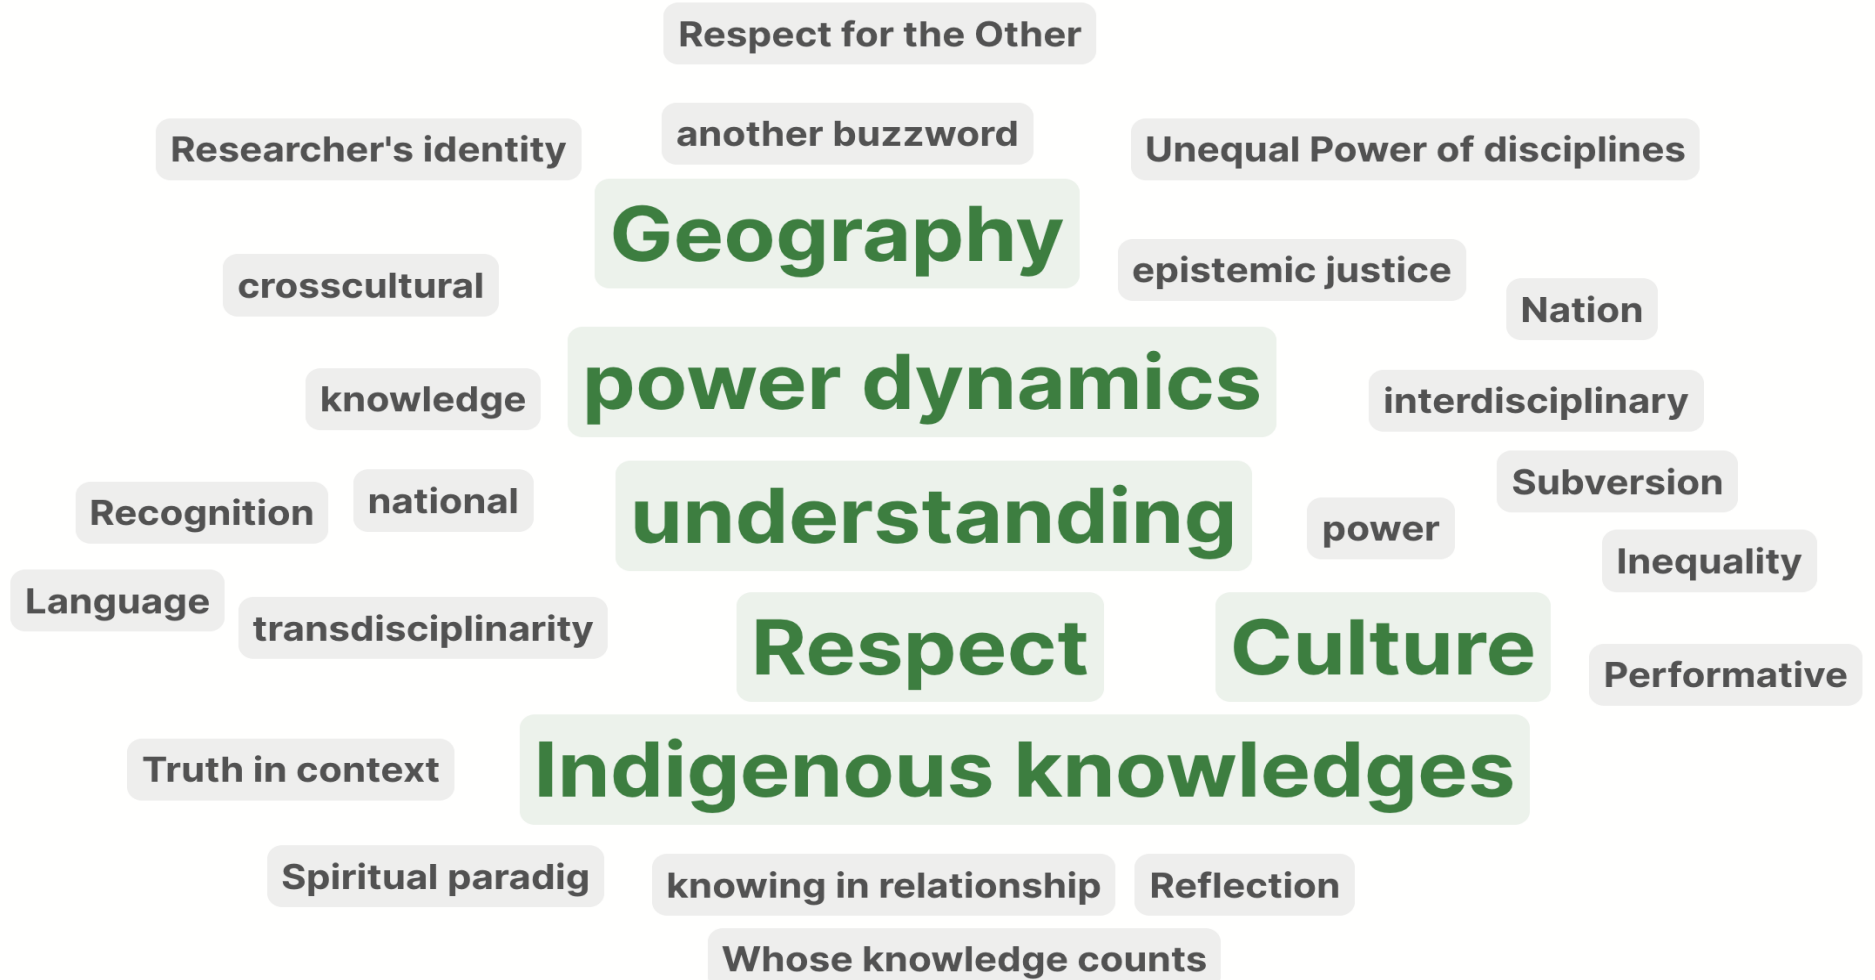 Respect for the Other
another buzzword
Researcher's identity
Unequal Power of disciplines
Geography
crosscultural
epistemic justice
Nation
power dynamics
knowledge
interdisciplinary
Recognition
national
understanding
power
Subversion
Inequality
Language
transdisciplinarity
Respect
Culture
Performative
Truth in context
Indigenous knowledges
Spiritual paradig
knowing in relationship
Reflection
Whose knowledge counts